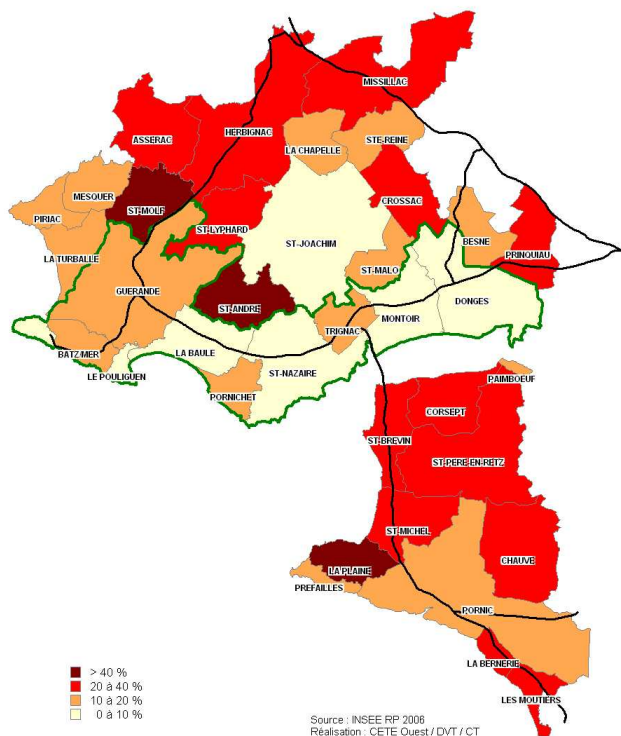 MISSILLAC
HERBIGNAC
ASSERAC
LA CHAPELLE
STE-REINE
MESQUER
ST-MOLF
CROSSAC
PIRIAC
ST-LYPHARD
ST-JOACHIM
BESNE
LA TURBALLE
ST-MALO
PRINQUIAU
GUERANDE
ST-ANDRE
DONGES
MONTOIR
TRIGNAC
BATZ/MER
LA BAULE
LE POULIGUEN
ST-NAZAIRE
PAIMBOEUF
PORNICHET
CORSEPT
ST-BREVIN
ST-PERE-EN-RETZ
ST-MICHEL
CHAUVE
LA PLAINE
PREFAILLES
PORNIC
LA BERNERIE
LES MOUTIERS
> 40 %
20 à 40 %
10 à 20 %
0 à 10 %
Source : INSEE RP 2006
Réalisation : CETE Ouest / DVT / CT